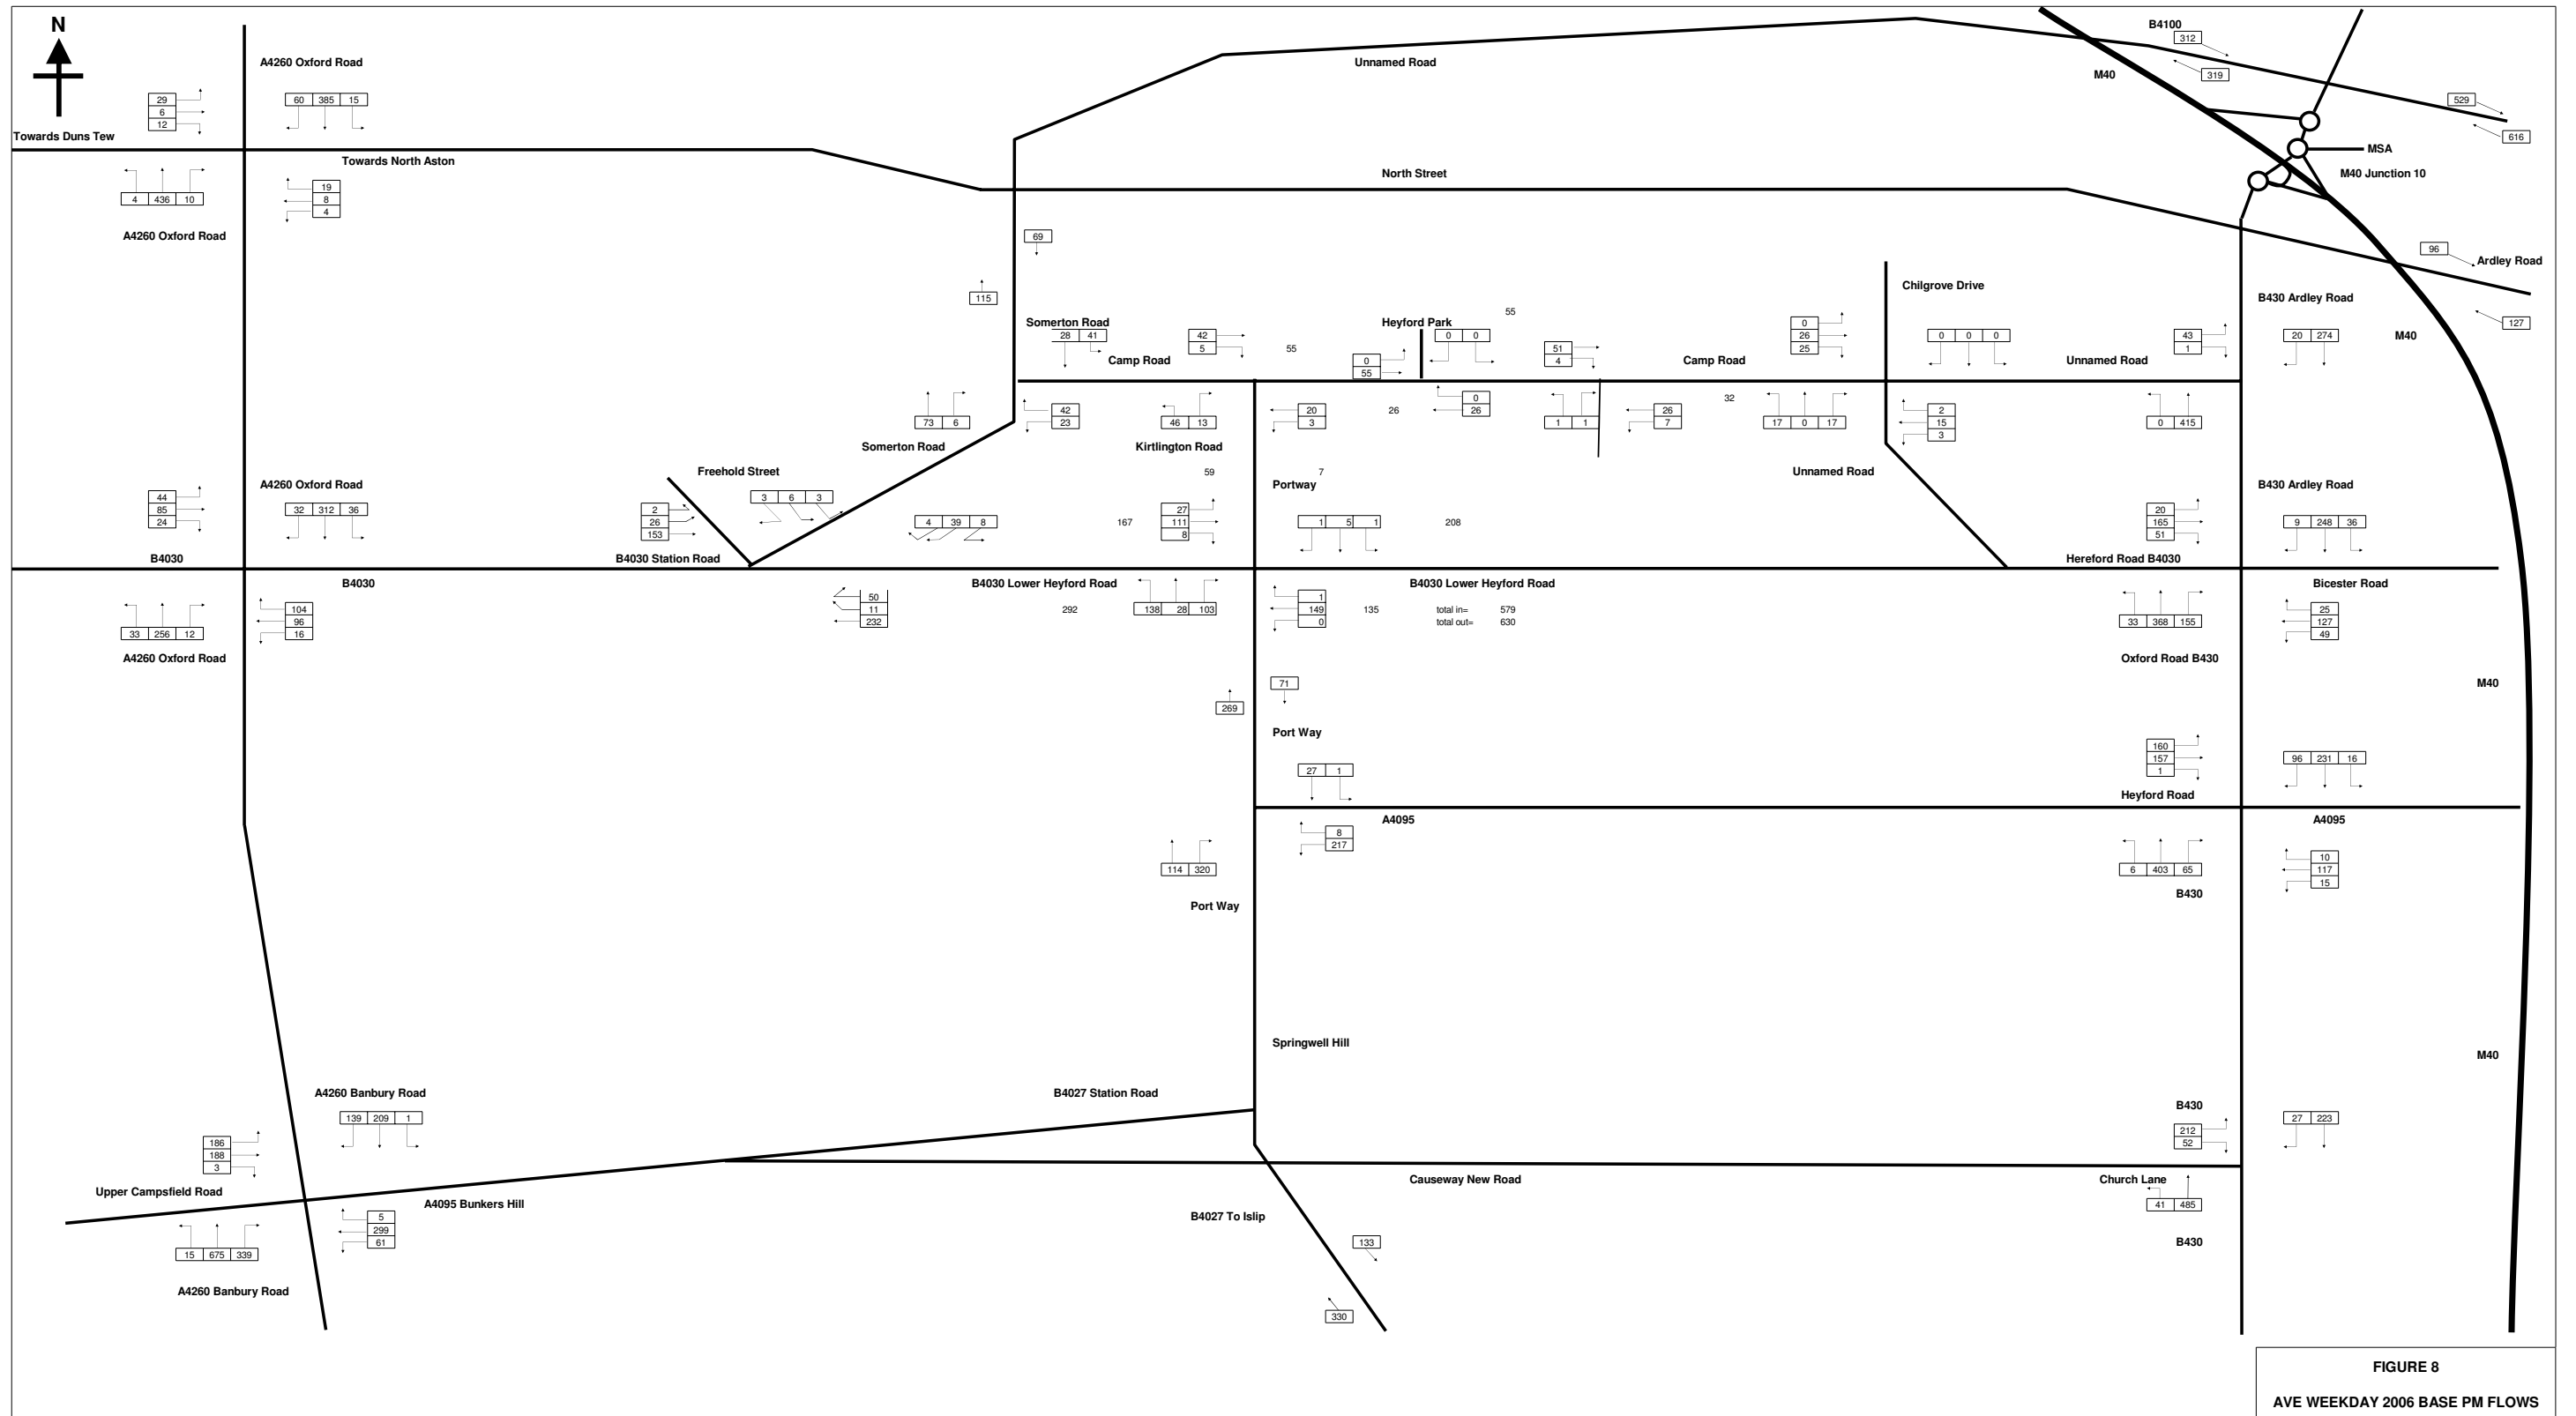 N
A4260 Oxford Road
Unnamed Road
B4100
312
M40
319
29
6
12
60 385 15
529
Towards Duns Tew
616
Towards North Aston
MSA
4 436 10
19
8
4
North Street
M40 Junction 10
A4260 Oxford Road
69
96
Ardley Road
115
Chilgrove Drive
B430 Ardley Road
Somerton Road
28 41
42
5
55
Heyford Park
0 0
55
0
55
51
4
Camp Road
Camp Road
0
26
25
0 0 0
Unnamed Road
43
1
20 274
M40
127
73 6
42
23
46 13
20
3
26
0
26
1 1
26
7
32
17 0 17
2
15
3
0 415
Somerton Road
Kirtlington Road
Freehold Street
59
7
Unnamed Road
A4260 Oxford Road
Portway
B430 Ardley Road
44
85
24
32 312 36
2
26
153
3 6 3
4 39 8
167
27
111
8
1 5 1
208
20
165
51
9 248 36
B4030
B4030 Station Road
Hereford Road B4030
B4030
B4030 Lower Heyford Road
B4030 Lower Heyford Road
Bicester Road
33 256 12
104
96
16
50
11
232
292
138 28 103
1
149
0
135
total in= 579
total out= 630
33 368 155
25
127
49
A4260 Oxford Road
Oxford Road B430
71
M40
269
Port Way
27 1
160
157
1
96 231 16
Heyford Road
A4095
A4095
8
217
114 320
6 403 65
10
117
15
B430
Port Way
Springwell Hill
M40
A4260 Banbury Road
B4027 Station Road
B430
139 209 1
27 223
186
188
3
212
52
Upper Campsfield Road
A4095 Bunkers Hill
Causeway New Road
Church Lane
41 485
5
299
61
B4027 To Islip
15 675 339
133
B430
A4260 Banbury Road
330
FIGURE 8
AVE WEEKDAY 2006 BASE PM FLOWS